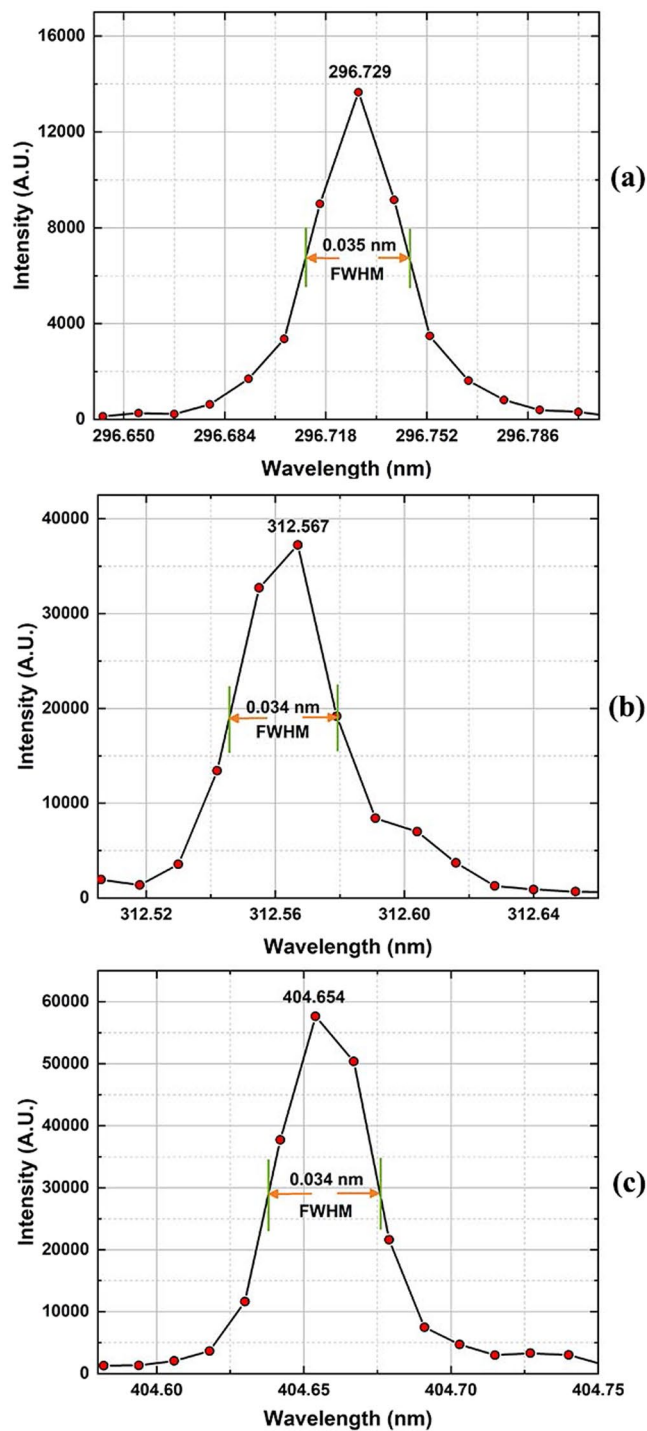 16000
12000
8000
4000
0
Intensity (A.U.)
296.729
0.035 nm
FWHM
296.650 296.684 296.718 296.752 296.786
Wavelength (nm)
(a)
40000
30000
20000
10000
0
Intensity (A.U.)
312.567
0.034 nm
FWHM
312.52 312.56 312.60 312.64
Wavelength (nm)
(b)
60000
50000
40000
30000
20000
10000
0
Intensity (A.U.)
404.654
0.034 nm
FWHM
404.60 404.65 404.70 404.75
Wavelength (nm)
(c)